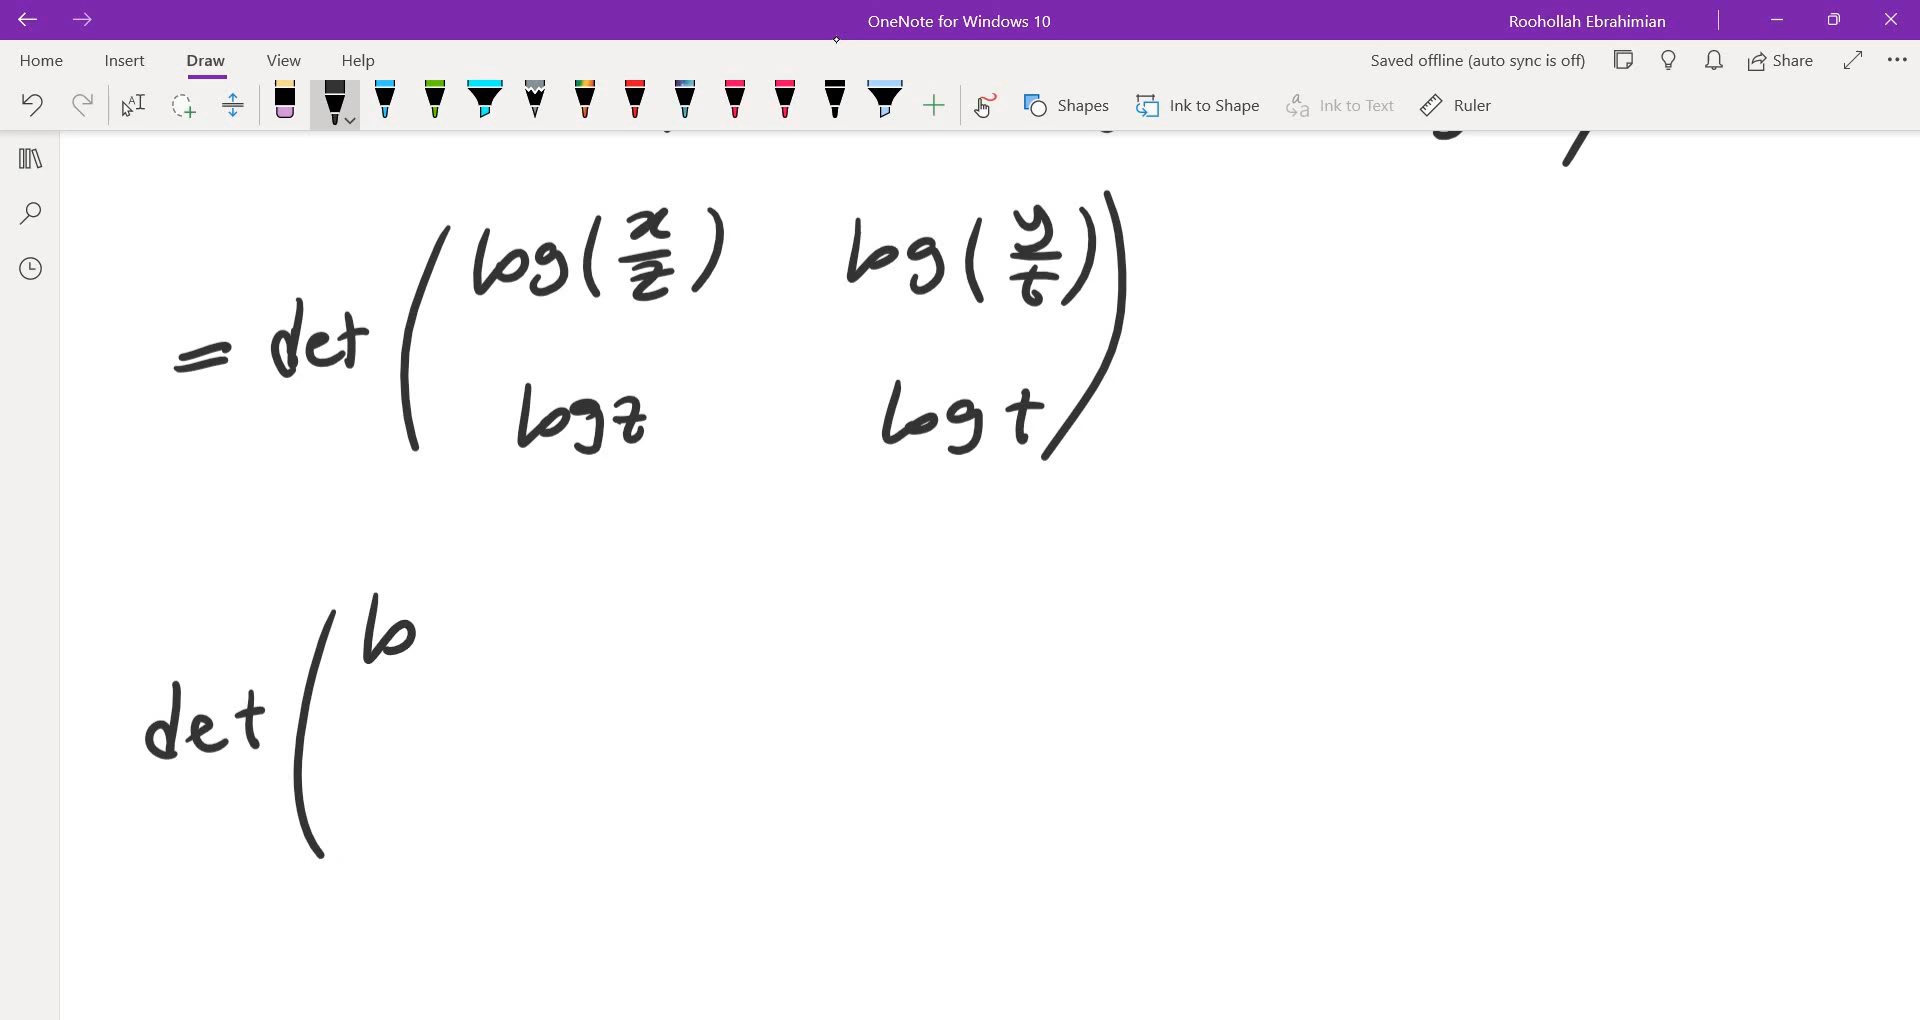 OneNote for Windows 10
Roohollah Ebrahimian
Home Insert Draw View Help
Saved offline (auto sync is off) Share
Shapes Ink to Shape Ink to Text Ruler
= det ( log(x/z) log(y/t)
log z log t )
det ( lo